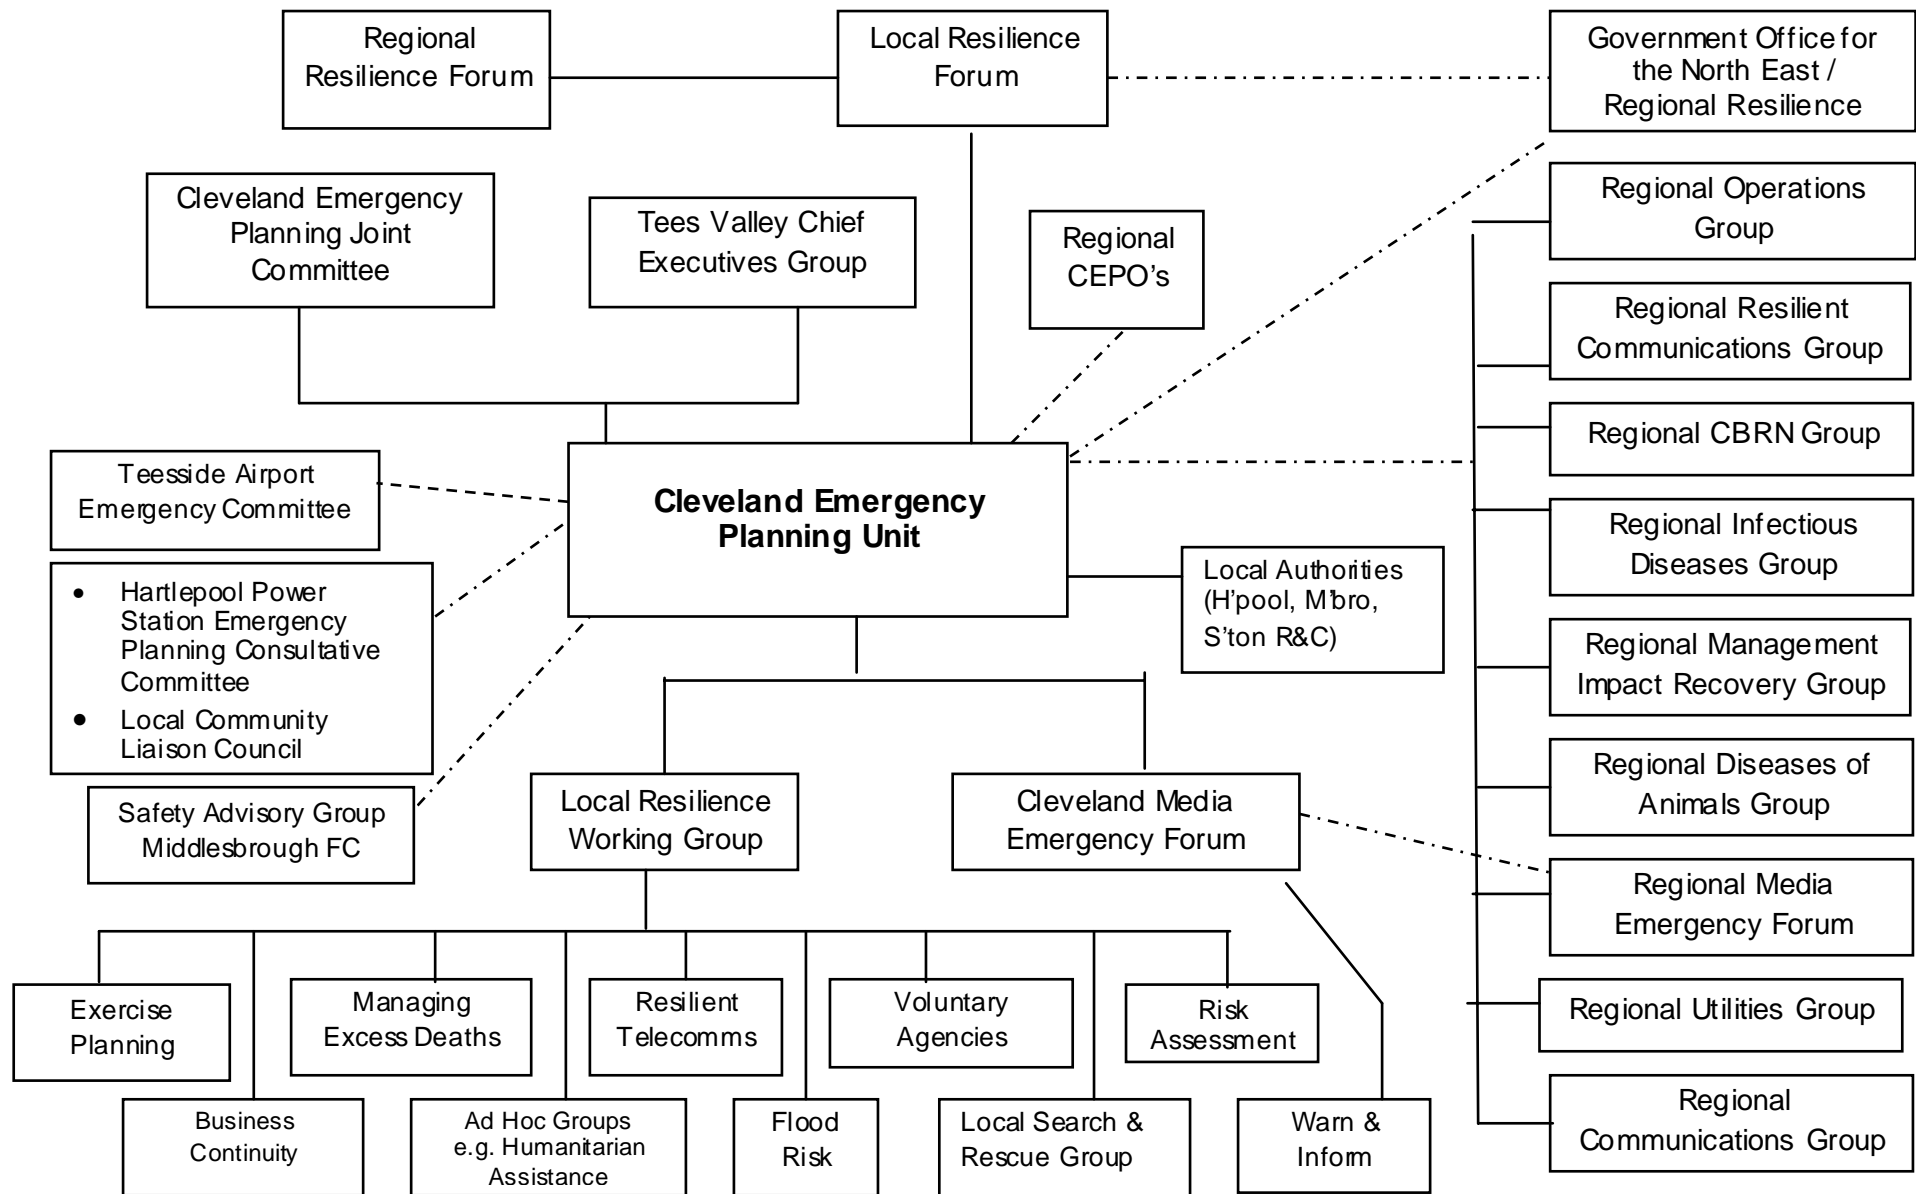 Regional
Resilience Forum
Local Resilience
Forum
Government Office for
the North East /
Regional Resilience
Cleveland Emergency
Planning Joint
Committee
Tees Valley Chief
Executives Group
Regional
CEPO’s
Regional Operations
Group
Regional Resilient
Communications Group
Regional CBRN Group
Regional Infectious
Diseases Group
Regional Management
Impact Recovery Group
Regional Diseases of
Animals Group
Regional Media
Emergency Forum
Regional Utilities Group
Regional
Communications Group
Teesside Airport
Emergency Committee
Cleveland Emergency
Planning Unit
• Hartlepool Power
Station Emergency
Planning Consultative
Committee
• Local Community
Liaison Council
Local Authorities
(H’pool, M’bro,
S’ton R&C)
Safety Advisory Group
Middlesbrough FC
Local Resilience
Working Group
Cleveland Media
Emergency Forum
Exercise
Planning
Managing
Excess Deaths
Resilient
Telecomms
Voluntary
Agencies
Risk
Assessment
Business
Continuity
Ad Hoc Groups
e.g. Humanitarian
Assistance
Flood
Risk
Local Search &
Rescue Group
Warn &
Inform